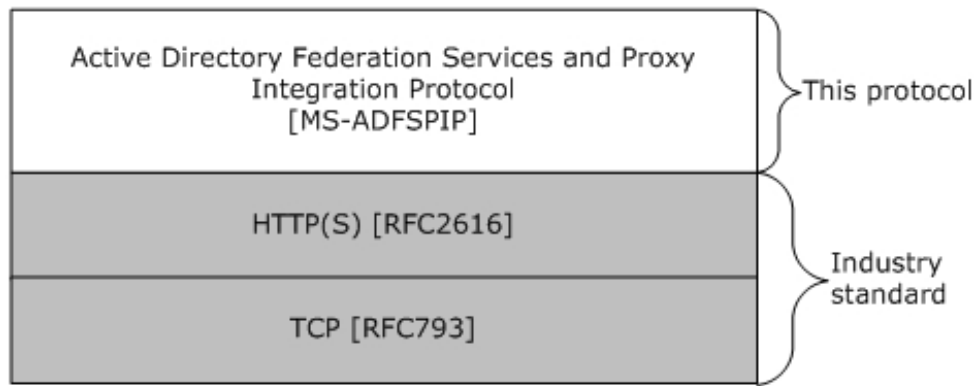 Active Directory Federation Services and Proxy
Integration Protocol
[MS-ADFSPIP]
This protocol
HTTP(S) [RFC2616]
TCP [RFC793]
Industry
standard